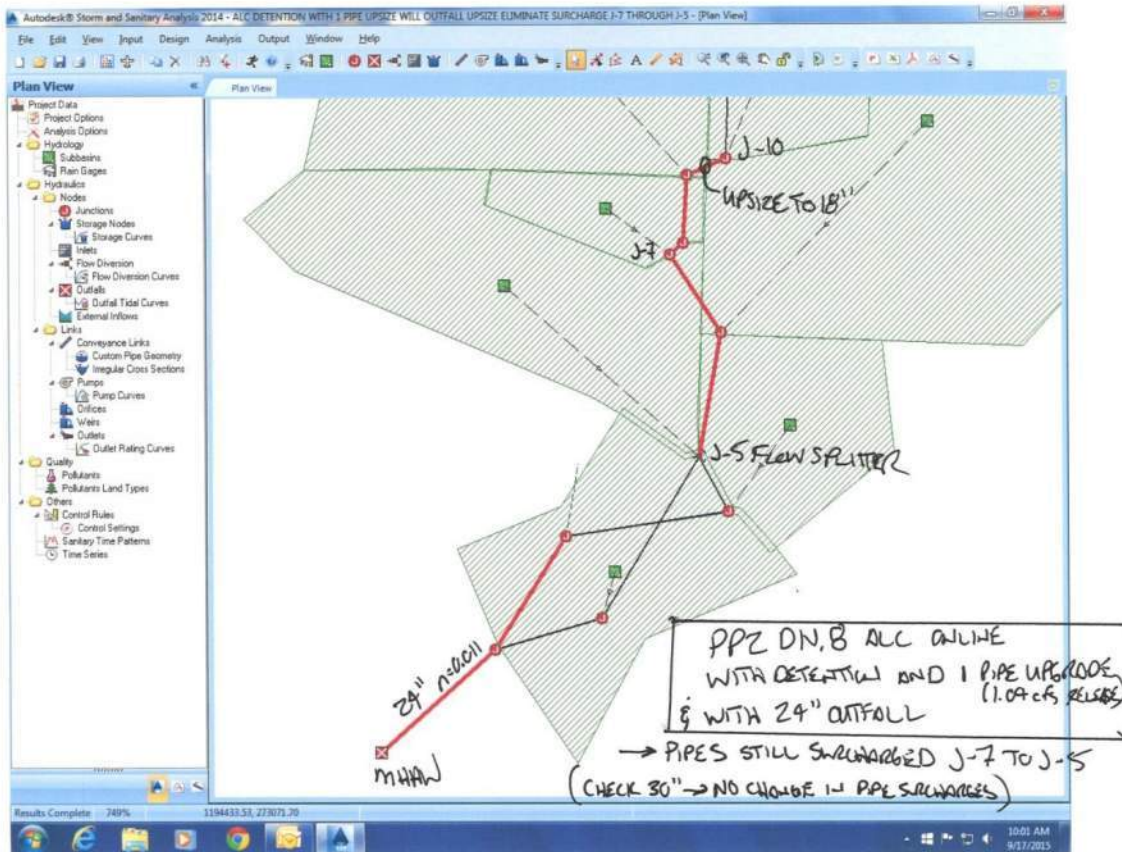 Autodesk® Storm and Sanitary Analysis 2014 - ALC DETENTION WITH 1 PIPE UPSIZE WILL OUTFALL UPSIZE ELIMINATE SURCHARGE J-7 THROUGH J-5 - [Plan View]
File Edit View Input Design Analysis Output Window Help
Plan View
Plan View
Project Data
Project Options
Analysis Options
Hydrology
Subbasins
Rain Gages
Hydraulics
Nodes
Junctions
Storage Nodes
Storage Curves
Inlets
Flow Diversion
Flow Diversion Curves
Outfalls
Outfall Tidal Curves
External Inflows
Links
Conveyance Links
Custom Pipe Geometry
Irregular Cross Sections
Pumps
Pump Curves
Orifices
Weirs
Outlets
Outlet Rating Curves
Quality
Pollutants
Pollutants Land Types
Others
Control Rules
Control Settings
Sanitary Time Patterns
Time Series
J-10
UPSIZE TO 18"
J-7
J-5 FLOW SPLITTER
24" n=0.011
MHHW
PP2 DN.B ALC ONLINE
WITH DETENTION AND 1 PIPE UPGRADE
(1.04 cfs RELEASE)
& WITH 24" OUTFALL
→ PIPES STILL SURCHARGED J-7 TO J-5
(CHECK 30" → NO CHANGE IN PIPE SURCHARGES)
Results Complete 749% 1194433.53, 273071.70
10:01 AM
9/17/2015